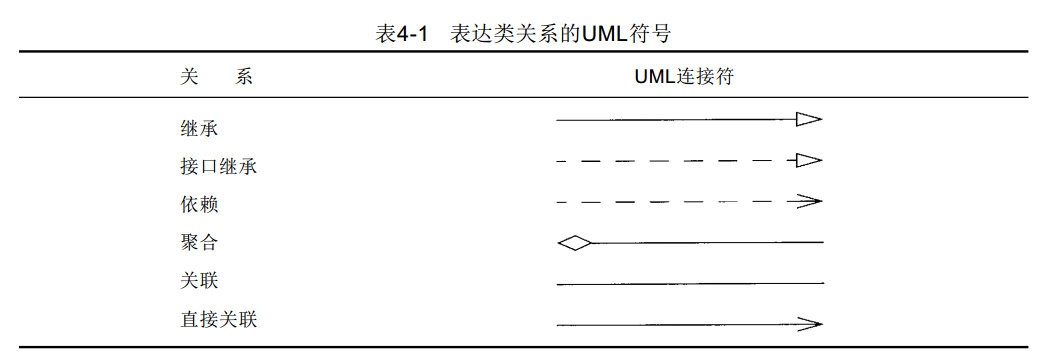 表4-1 表达类关系的UML符号
关 系 UML连接符
继承
接口继承
依赖
聚合
关联
直接关联